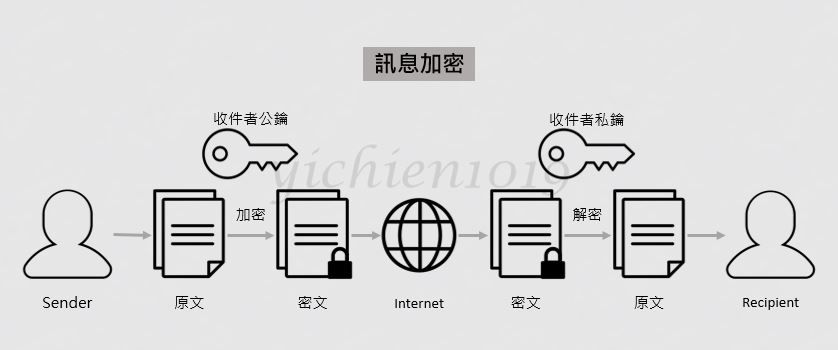 訊息加密
收件者公鑰
收件者私鑰
yichien1019
加密
解密
Sender
原文
密文
Internet
密文
原文
Recipient